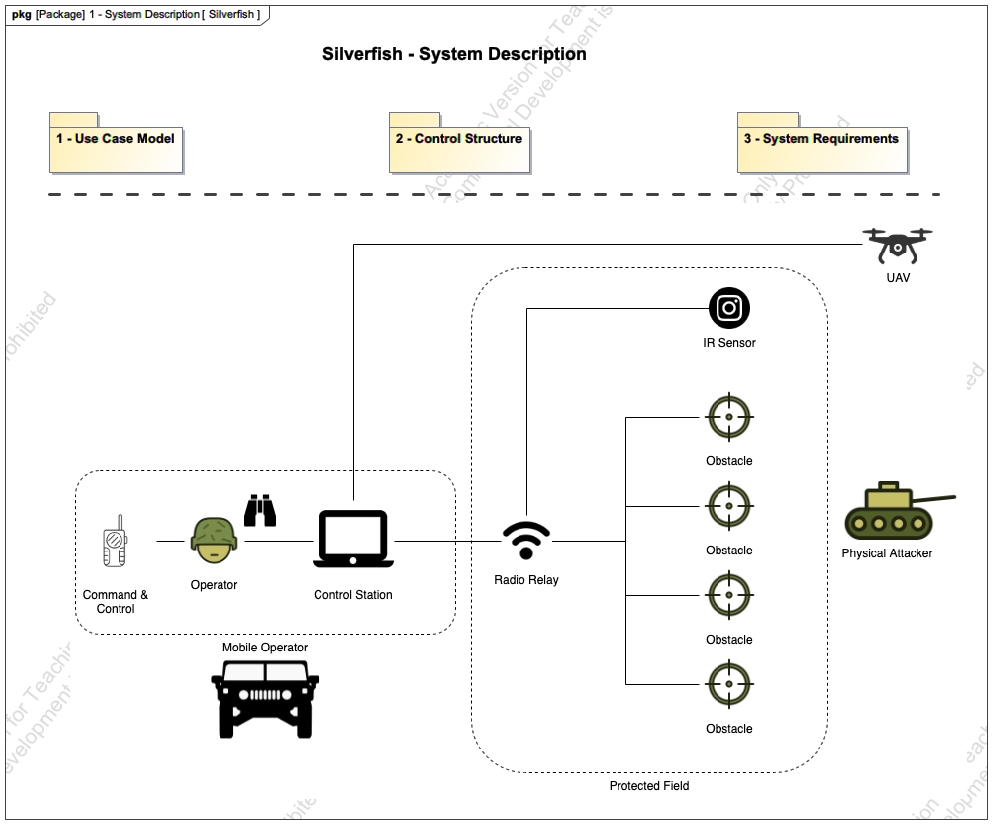 pkg [Package] 1 - System Description [ Silverfish ]
Silverfish - System Description
1 - Use Case Model
2 - Control Structure
3 - System Requirements
UAV
IR Sensor
Obstacle
Obstacle
Physical Attacker
Radio Relay
Operator
Command &
Control
Control Station
Obstacle
Mobile Operator
Obstacle
Protected Field